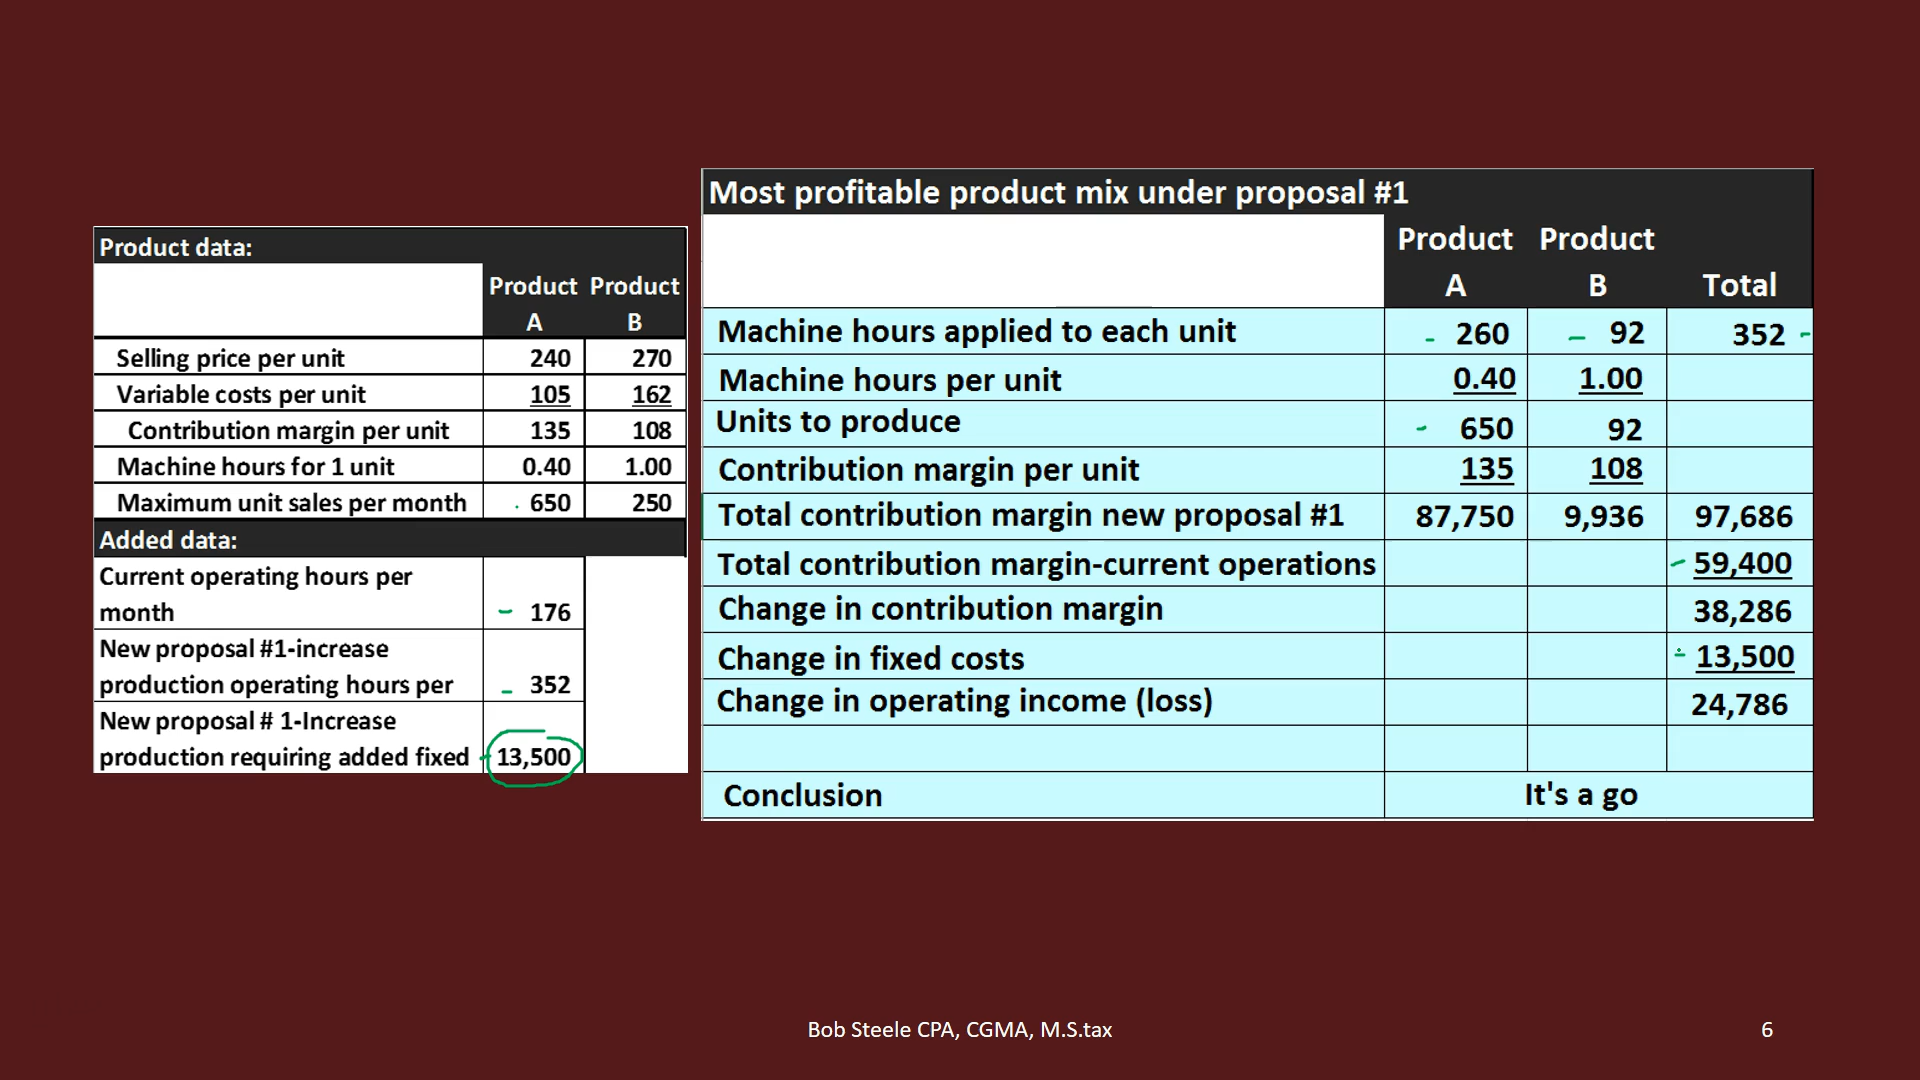 Product data:
Product Product
A B
Selling price per unit 240 270
Variable costs per unit 105 162
Contribution margin per unit 135 108
Machine hours for 1 unit 0.40 1.00
Maximum unit sales per month 650 250
Added data:
Current operating hours per
month 176
New proposal #1-increase
production operating hours per 352
New proposal # 1-Increase
production requiring added fixed 13,500
Most profitable product mix under proposal #1
Product Product
A B Total
Machine hours applied to each unit 260 92 352
Machine hours per unit 0.40 1.00
Units to produce 650 92
Contribution margin per unit 135 108
Total contribution margin new proposal #1 87,750 9,936 97,686
Total contribution margin-current operations 59,400
Change in contribution margin 38,286
Change in fixed costs 13,500
Change in operating income (loss) 24,786
Conclusion It's a go
Bob Steele CPA, CGMA, M.S.tax 6